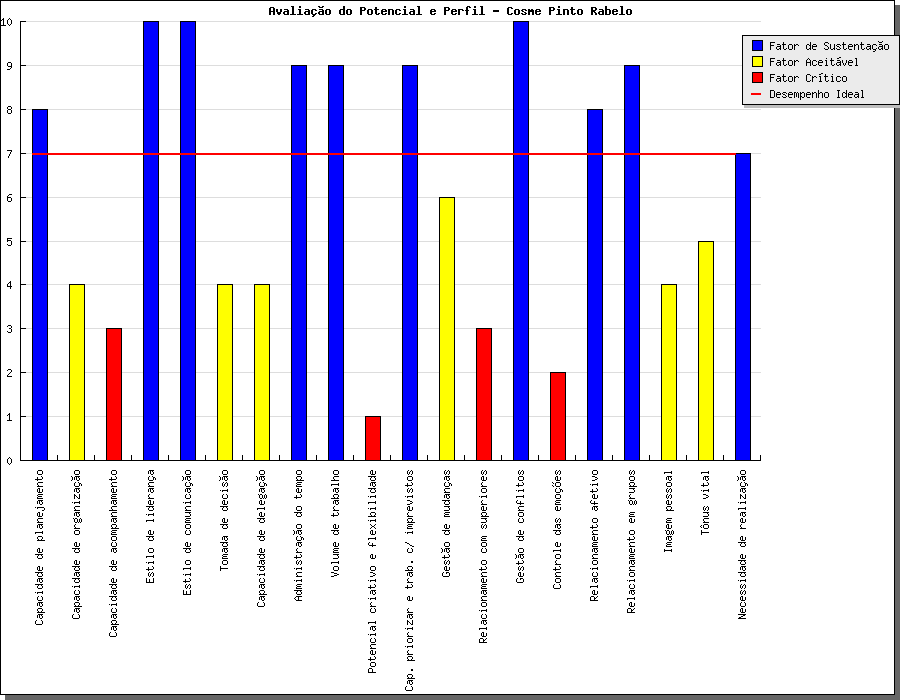 Avaliação do Potencial e Perfil - Cosme Pinto Rabelo
Fator de Sustentação
Fator Aceitável
Fator Crítico
Desempenho Ideal
10
9
8
7
6
5
4
3
2
1
0
Capacidade de planejamento
Capacidade de organização
Capacidade de acompanhamento
Estilo de liderança
Estilo de comunicação
Tomada de decisão
Capacidade de delegação
Administração do tempo
Volume de trabalho
Potencial criativo e flexibilidade
Cap. priorizar e trab. c/ imprevistos
Gestão de mudanças
Relacionamento com superiores
Gestão de conflitos
Controle das emoções
Relacionamento afetivo
Relacionamento em grupos
Imagem pessoal
Tônus vital
Necessidade de realização